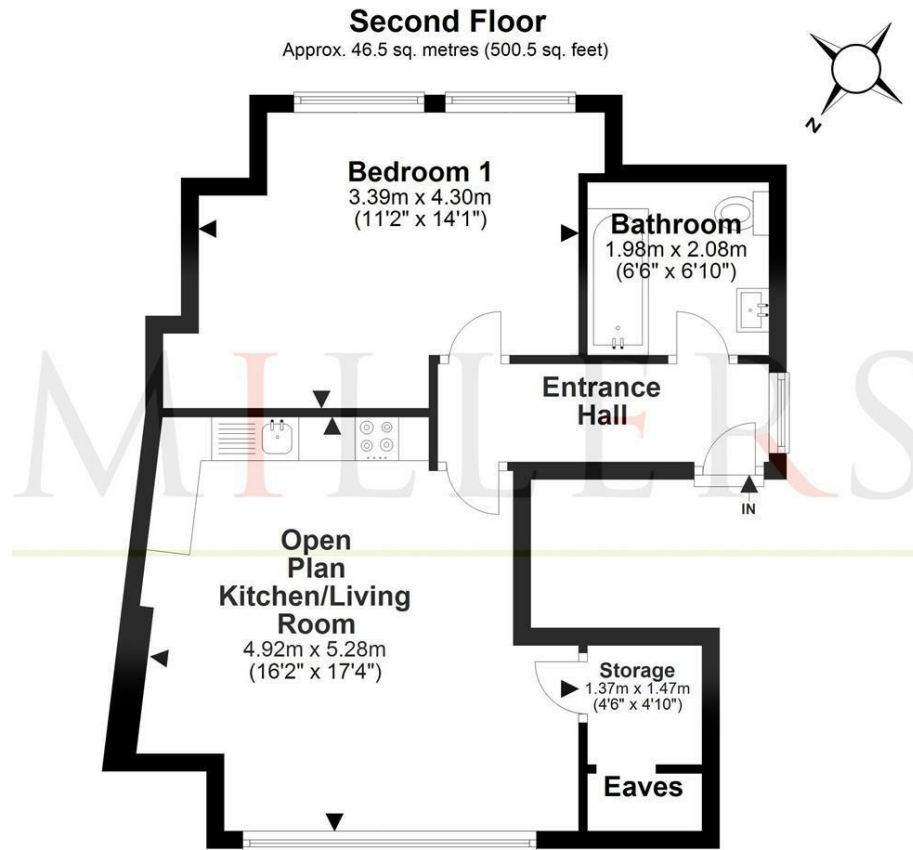 Second Floor
Approx. 46.5 sq. metres (500.5 sq. feet)
N
Bedroom 1
3.39m x 4.30m
(11'2" x 14'1")
Bathroom
1.98m x 2.08m
(6'6" x 6'10")
Entrance
Hall
MILLERS
IN
Open
Plan
Kitchen/Living
Room
4.92m x 5.28m
(16'2" x 17'4")
Storage
1.37m x 1.47m
(4'6" x 4'10")
Eaves